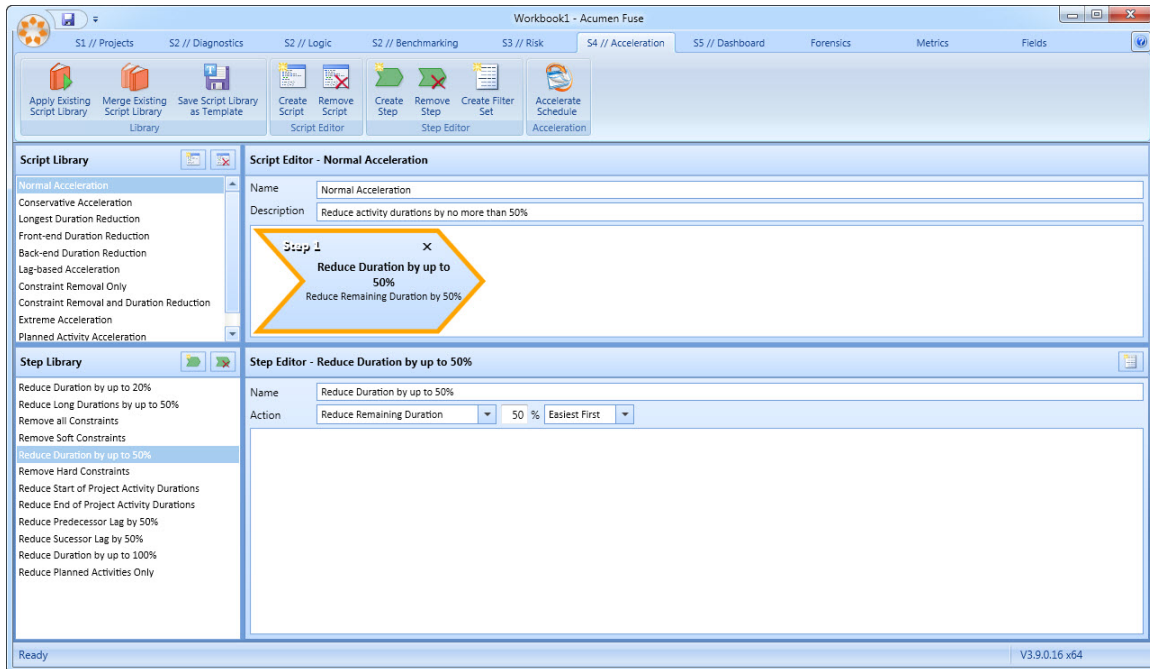 Workbook1 - Acumen Fuse
S1 // Projects S2 // Diagnostics S2 // Logic S2 // Benchmarking S3 // Risk S4 // Acceleration S5 // Dashboard Forensics Metrics Fields
Apply Existing Script Library Merge Existing Script Library Save Script Library as Template Create Script Remove Script Create Step Remove Step Create Filter Set Accelerate Schedule
Library Script Editor Step Editor Acceleration
Script Library
Normal Acceleration
Conservative Acceleration
Longest Duration Reduction
Front-end Duration Reduction
Back-end Duration Reduction
Lag-based Acceleration
Constraint Removal Only
Constraint Removal and Duration Reduction
Extreme Acceleration
Planned Activity Acceleration
Script Editor - Normal Acceleration
Name Normal Acceleration
Description Reduce activity durations by no more than 50%
Step 1
Reduce Duration by up to
50%
Reduce Remaining Duration by 50%
Step Library
Reduce Duration by up to 20%
Reduce Long Durations by up to 50%
Remove all Constraints
Remove Soft Constraints
Reduce Duration by up to 50%
Remove Hard Constraints
Reduce Start of Project Activity Durations
Reduce End of Project Activity Durations
Reduce Predecessor Lag by 50%
Reduce Sucessor Lag by 50%
Reduce Duration by up to 100%
Reduce Planned Activities Only
Step Editor - Reduce Duration by up to 50%
Name Reduce Duration by up to 50%
Action Reduce Remaining Duration 50 % Easiest First
Ready V3.9.0.16 x64